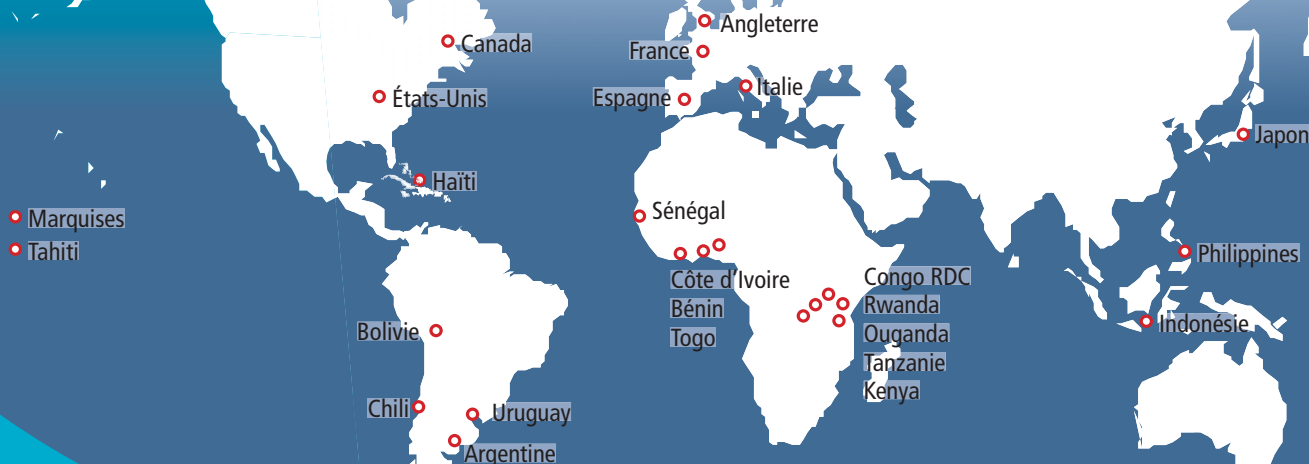 Angleterre
Canada
France
Italie
États-Unis
Espagne
Japon
Haïti
Sénégal
Marquises
Tahiti
Philippines
Côte d’Ivoire
Bénin
Togo
Congo RDC
Rwanda
Ouganda
Tanzanie
Kenya
Indonésie
Bolivie
Chili
Uruguay
Argentine